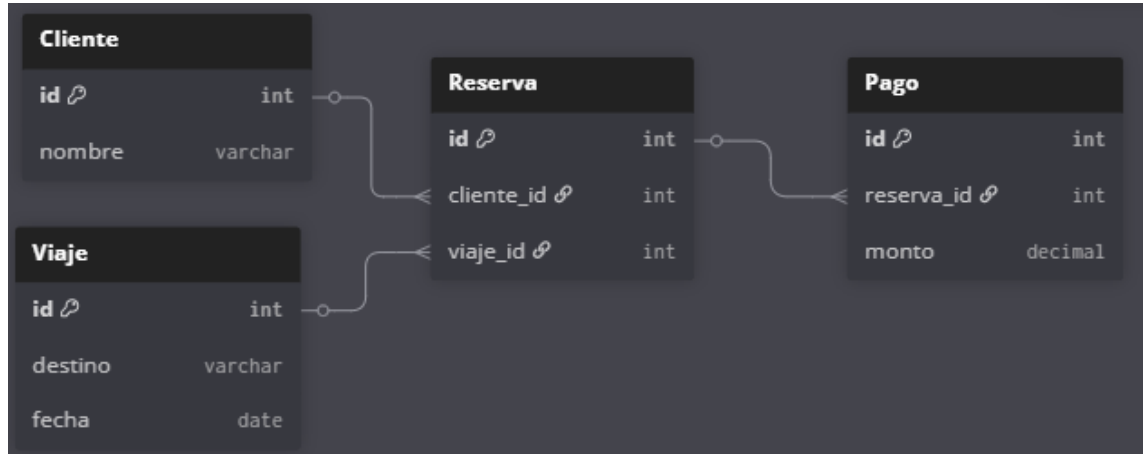 Cliente
id int
nombre varchar
Viaje
id int
destino varchar
fecha date
Reserva
id int
cliente_id int
viaje_id int
Pago
id int
reserva_id int
monto decimal